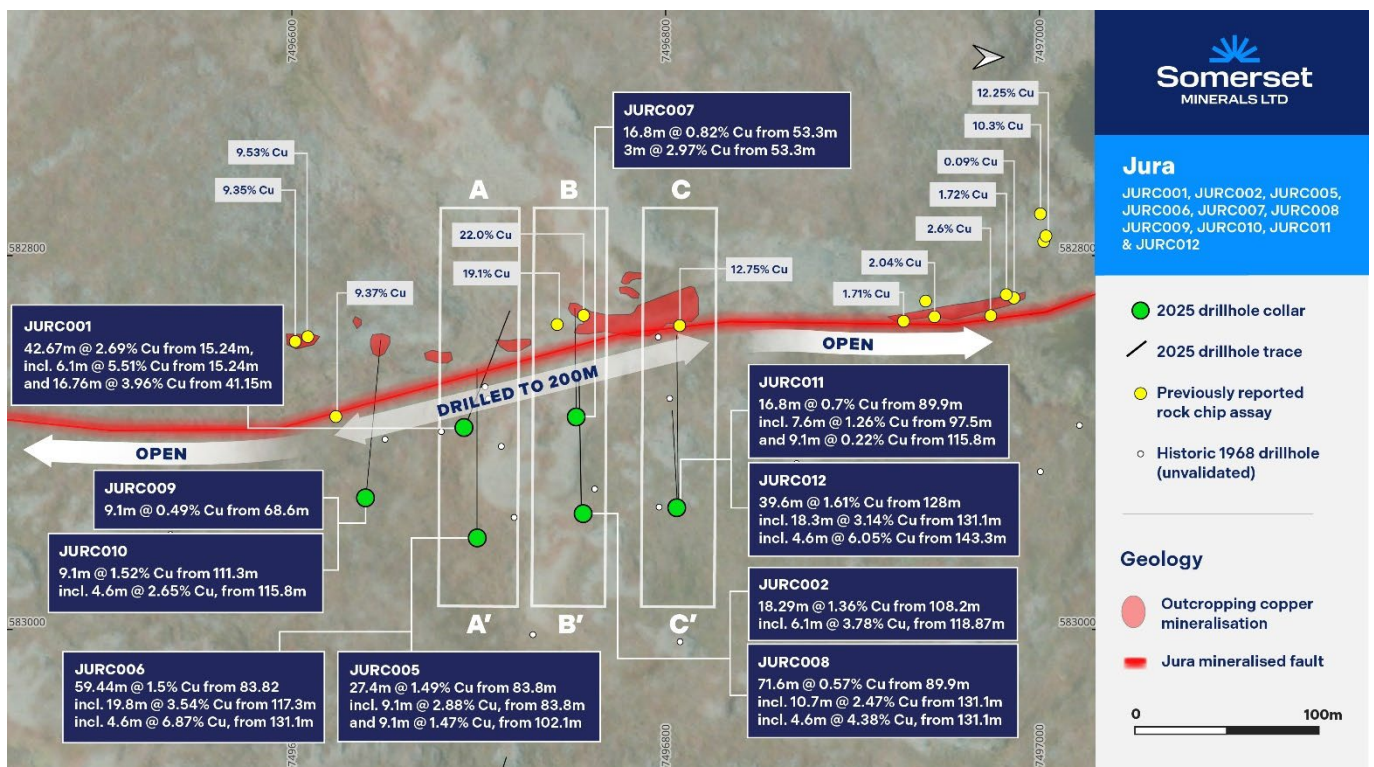 7496600
7496800
7497000
582800
582800
583000
583000
7496600
7496800
7497000
9.53% Cu
9.35% Cu
9.37% Cu
22.0% Cu
19.1% Cu
12.75% Cu
12.25% Cu
10.3% Cu
0.09% Cu
1.72% Cu
2.6% Cu
2.04% Cu
1.71% Cu
A
B
C
JURC007
16.8m @ 0.82% Cu from 53.3m
3m @ 2.97% Cu from 53.3m
JURC001
42.67m @ 2.69% Cu from 15.24m,
incl. 6.1m @ 5.51% Cu from 15.24m
and 16.76m @ 3.96% Cu from 41.15m
OPEN
DRILLED TO 200M
OPEN
JURC009
9.1m @ 0.49% Cu from 68.6m
JURC010
9.1m @ 1.52% Cu from 111.3m
incl. 4.6m @ 2.65% Cu, from 115.8m
JURC011
16.8m @ 0.7% Cu from 89.9m
incl. 7.6m @ 1.26% Cu from 97.5m
and 9.1m @ 0.22% Cu from 115.8m
JURC012
39.6m @ 1.61% Cu from 128m
incl. 18.3m @ 3.14% Cu from 131.1m
incl. 4.6m @ 6.05% Cu from 143.3m
A'
B'
C'
JURC006
59.44m @ 1.5% Cu from 83.82
incl. 19.8m @ 3.54% Cu from 117.3m
incl. 4.6m @ 6.87% Cu, from 131.1m
JURC005
27.4m @ 1.49% Cu from 83.8m
incl. 9.1m @ 2.88% Cu, from 83.8m
and 9.1m @ 1.47% Cu, from 102.1m
JURC002
18.29m @ 1.36% Cu from 108.2m
incl. 6.1m @ 3.78% Cu, from 118.87m
JURC008
71.6m @ 0.57% Cu from 89.9m
incl. 10.7m @ 2.47% Cu from 131.1m
incl. 4.6m @ 4.38% Cu, from 131.1m
Somerset
MINERALS LTD
Jura
JURC001, JURC002, JURC005,
JURC006, JURC007, JURC008
JURC009, JURC010, JURC011
& JURC012
2025 drillhole collar
2025 drillhole trace
Previously reported
rock chip assay
Historic 1968 drillhole
(unvalidated)
Geology
Outcropping copper
mineralisation
Jura mineralised fault
0 100m